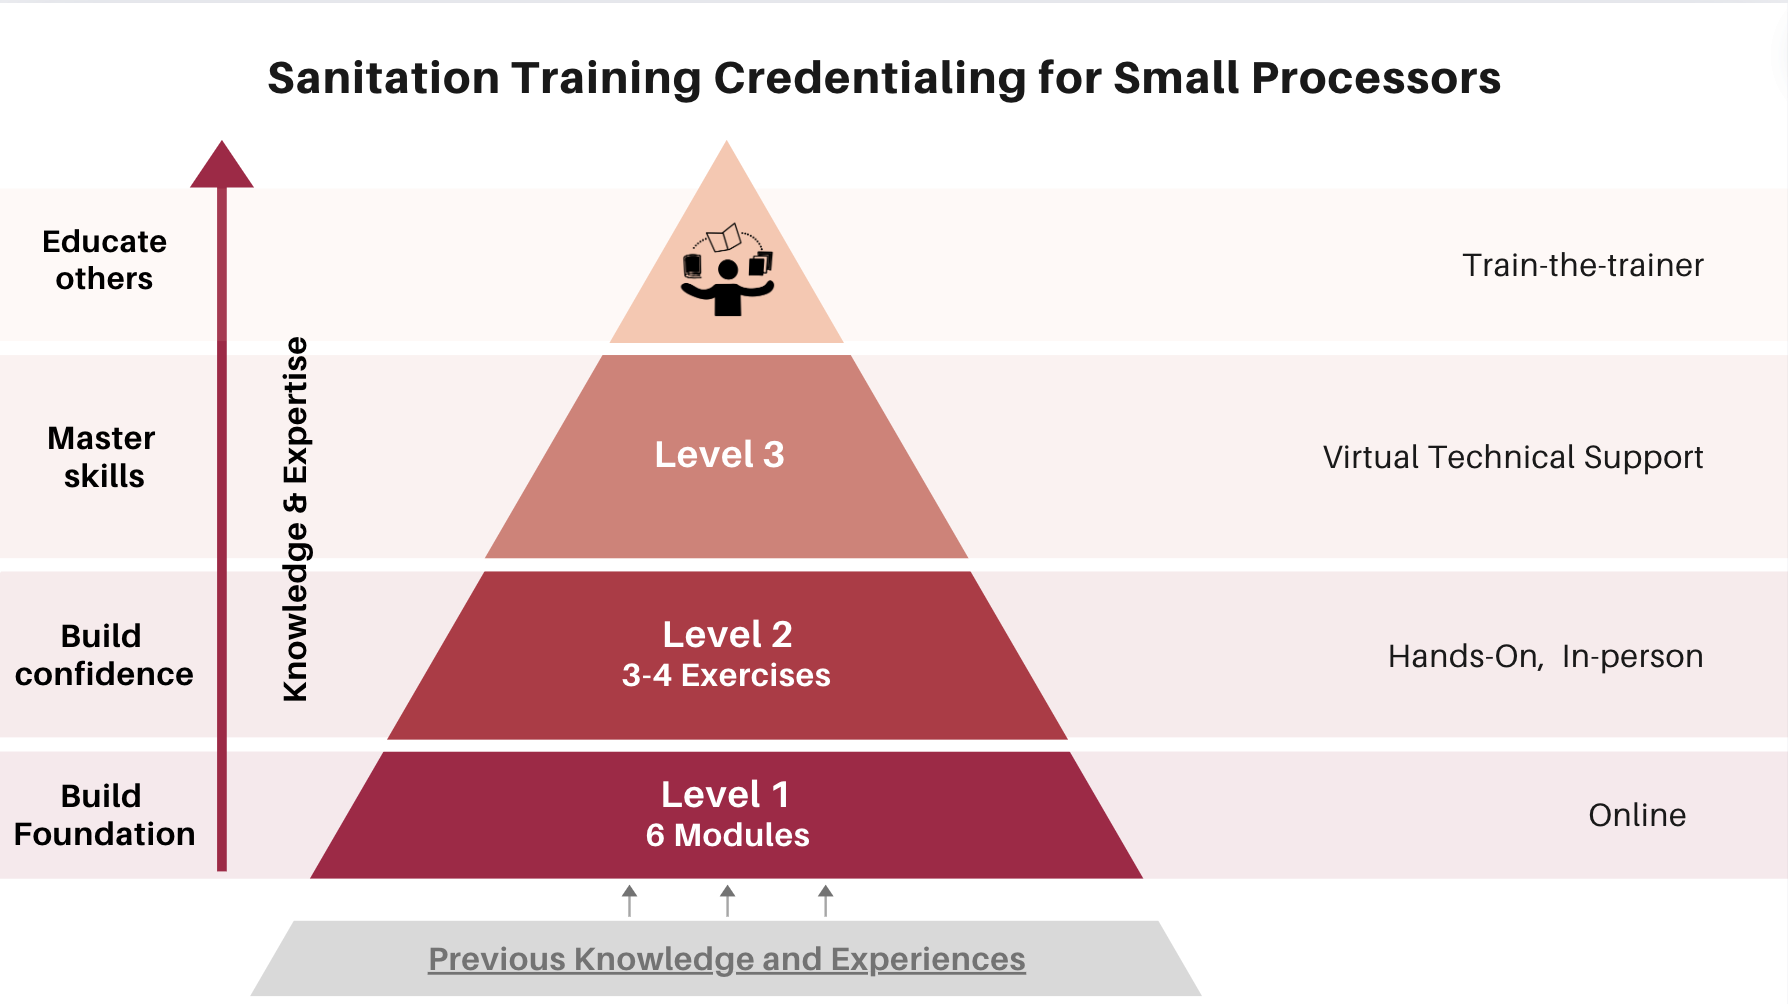 Sanitation Training Credentialing for Small Processors
Educate
others
Train-the-trainer
Knowledge & Expertise
Master
skills
Level 3
Virtual Technical Support
Build
confidence
Level 2
3-4 Exercises
Hands-On,  In-person
Build
Foundation
Level 1
6 Modules
Online
Previous Knowledge and Experiences